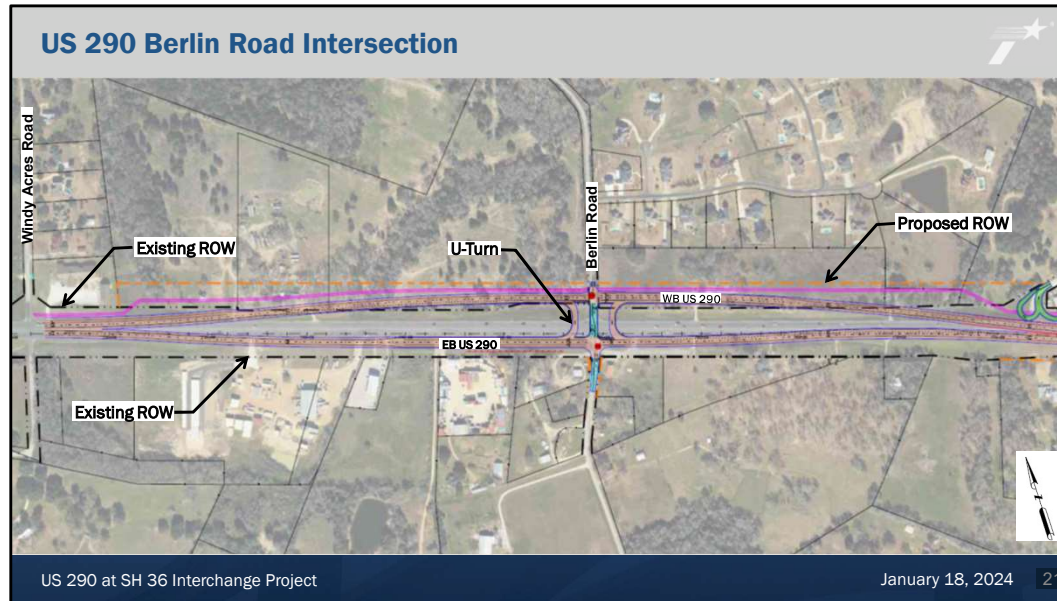 US 290 Berlin Road Intersection
Windy Acres Road
Existing ROW
U-Turn
Berlin Road
Proposed ROW
WB US 290
EB US 290
Existing ROW
US 290 at SH 36 Interchange Project
January 18, 2024